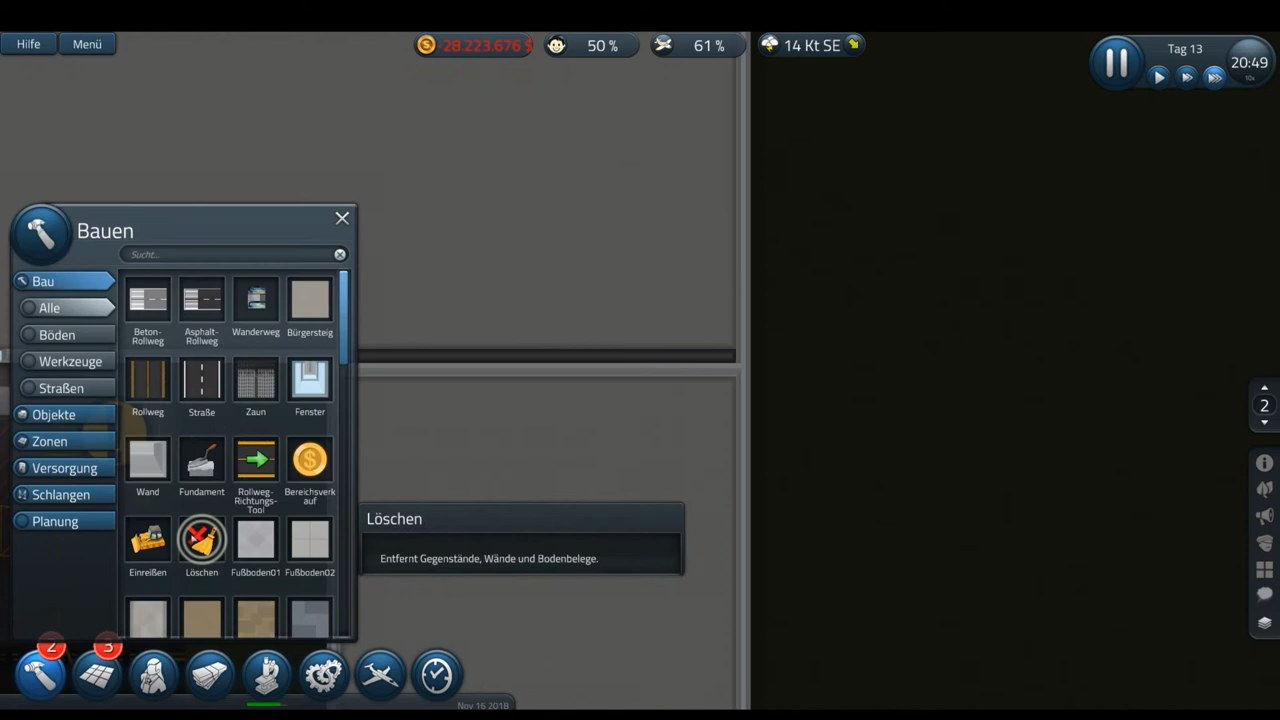 Hilfe
Menü
-28.223.676 $
50 %
61 %
14 Kt SE
Tag 13
20:49
10x
Bauen
Sucht...
Bau
Alle
Böden
Werkzeuge
Straßen
Objekte
Zonen
Versorgung
Schlangen
Planung
Beton-
Rollweg
Asphalt-
Rollweg
Wanderweg
Bürgersteig
Rollweg
Straße
Zaun
Fenster
Wand
Fundament
Rollweg-
Richtungs-
Tool
Bereichsverk
auf
Einreißen
Löschen
Fußboden01
Fußboden02
Löschen
Entfernt Gegenstände, Wände und Bodenbelege.
2
2
3
Nov 16 2018